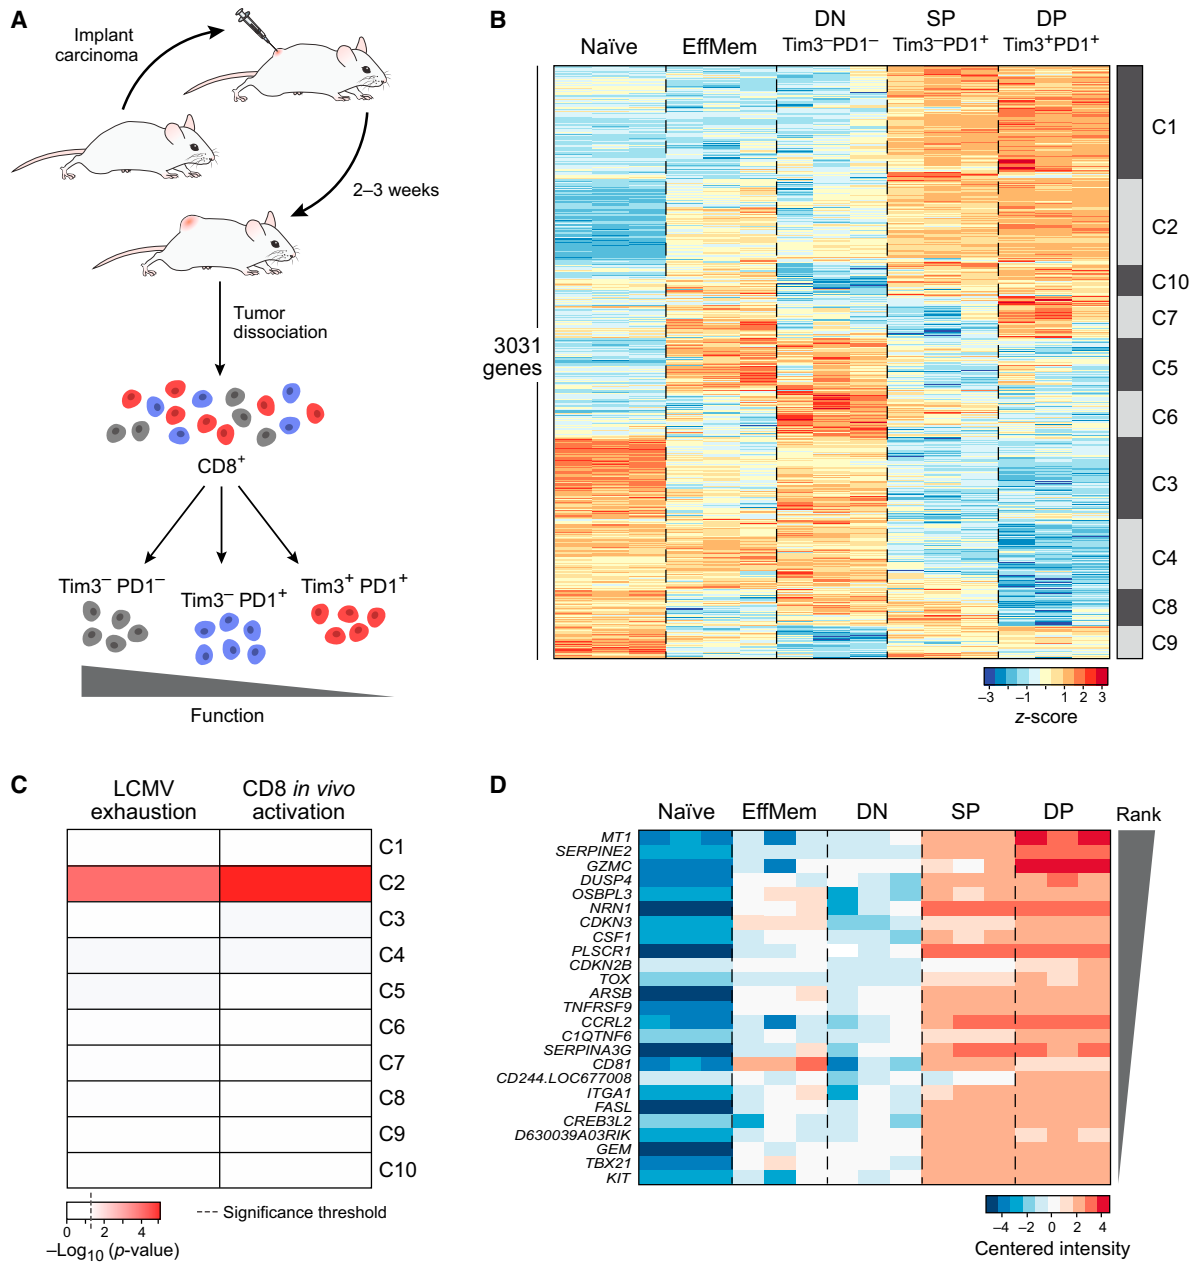 A
Implant
carcinoma
2–3 weeks
Tumor
dissociation
CD8+
Tim3– PD1–
Tim3– PD1+
Tim3+ PD1+
Function
B
Naïve
EffMem
DN
Tim3–PD1–
SP
Tim3–PD1+
DP
Tim3+PD1+
3031
genes
C1
C2
C10
C7
C5
C6
C3
C4
C8
C9
–3 –1 1 2 3
z-score
C
LCMV
exhaustion
CD8 in vivo
activation
C1
C2
C3
C4
C5
C6
C7
C8
C9
C10
0 2 4
–Log10 (p-value)
Significance threshold
D
Naïve EffMem DN SP DP Rank
MT1
SERPINE2
GZMC
DUSP4
OSBPL3
NRN1
CDKN3
CSF1
PLSCR1
CDKN2B
TOX
ARSB
TNFRSF9
CCRL2
C1QTNF6
SERPINA3G
CD81
CD244.LOC677008
ITGA1
FASL
CREB3L2
D630039A03RIK
GEM
TBX21
KIT
–4 –2 0 2 4
Centered intensity